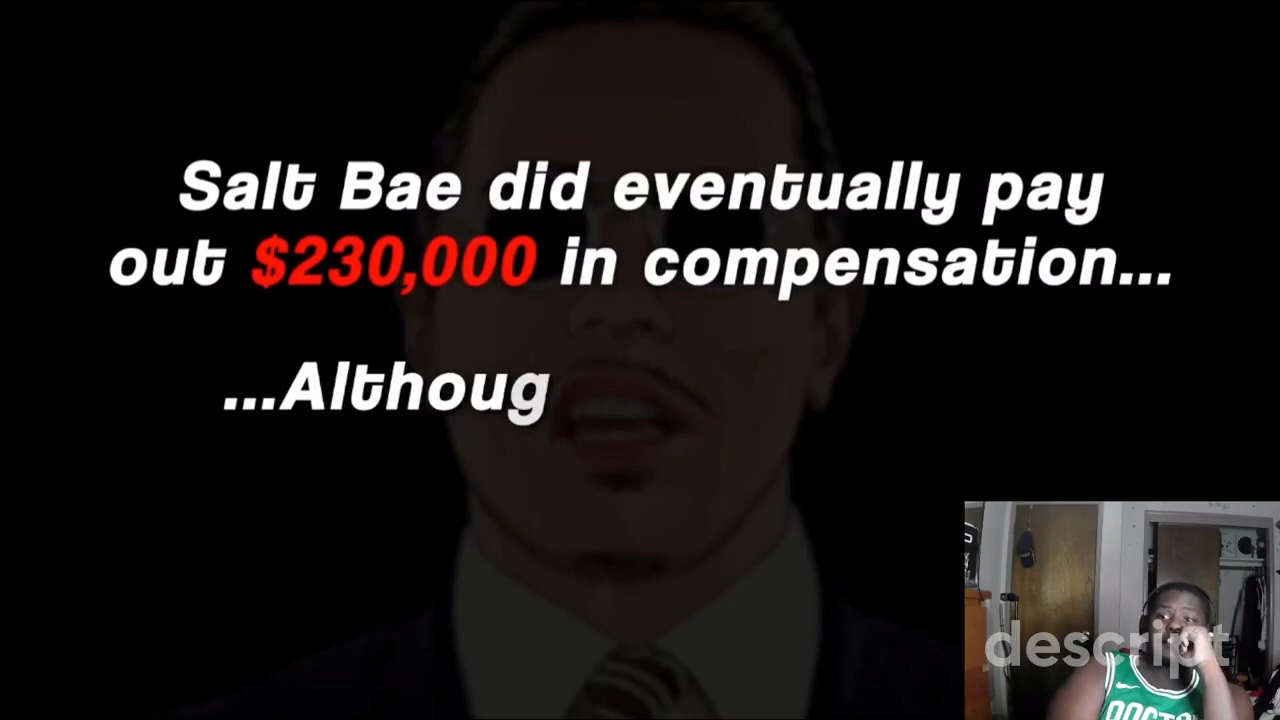 Salt Bae did eventually pay
out $230,000 in compensation...
...Althoug
descript